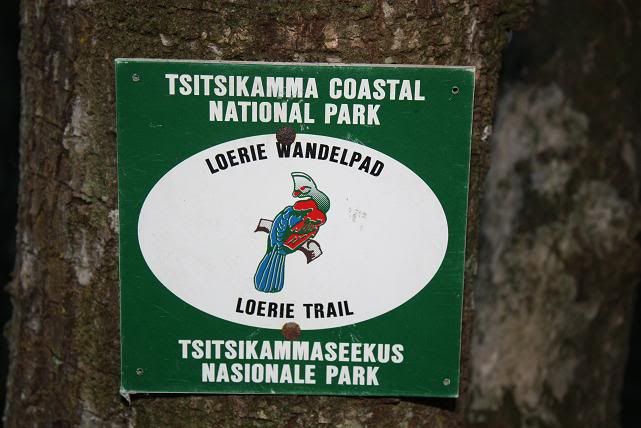 TSITSIKAMMA COASTAL
NATIONAL PARK
LOERIE WANDELPAD
LOERIE TRAIL
TSITSIKAMMASEEKUS
NASIONALE PARK